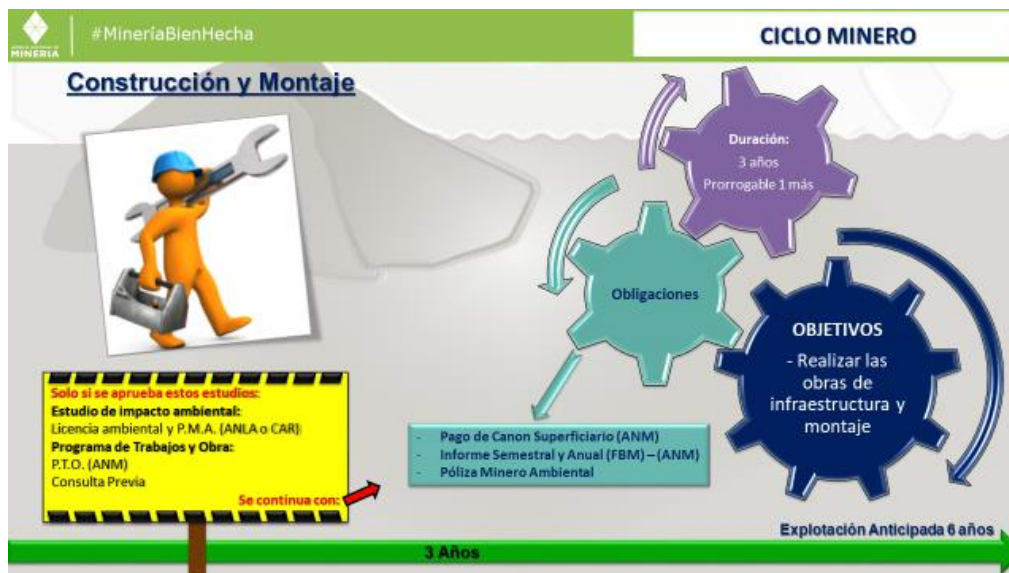 #MineríaBienHecha
CICLO MINERO
MINERÍA
Construcción y Montaje
Duración:
3 años
Prorrogable 1 más
Obligaciones
OBJETIVOS
- Realizar las
obras de
infraestructura y
montaje
Solo si se aprueba estos estudios:
Estudio de impacto ambiental:
Licencia ambiental y P.M.A. (ANLA o CAR)
Programa de Trabajos y Obra:
P.T.O. (ANM)
Consulta Previa
Se continua con:
- Pago de Canon Superficiario (ANM)
- Informe Semestral y Anual (FBM) – (ANM)
- Póliza Minero Ambiental
Explotación Anticipada 6 años
3 Años